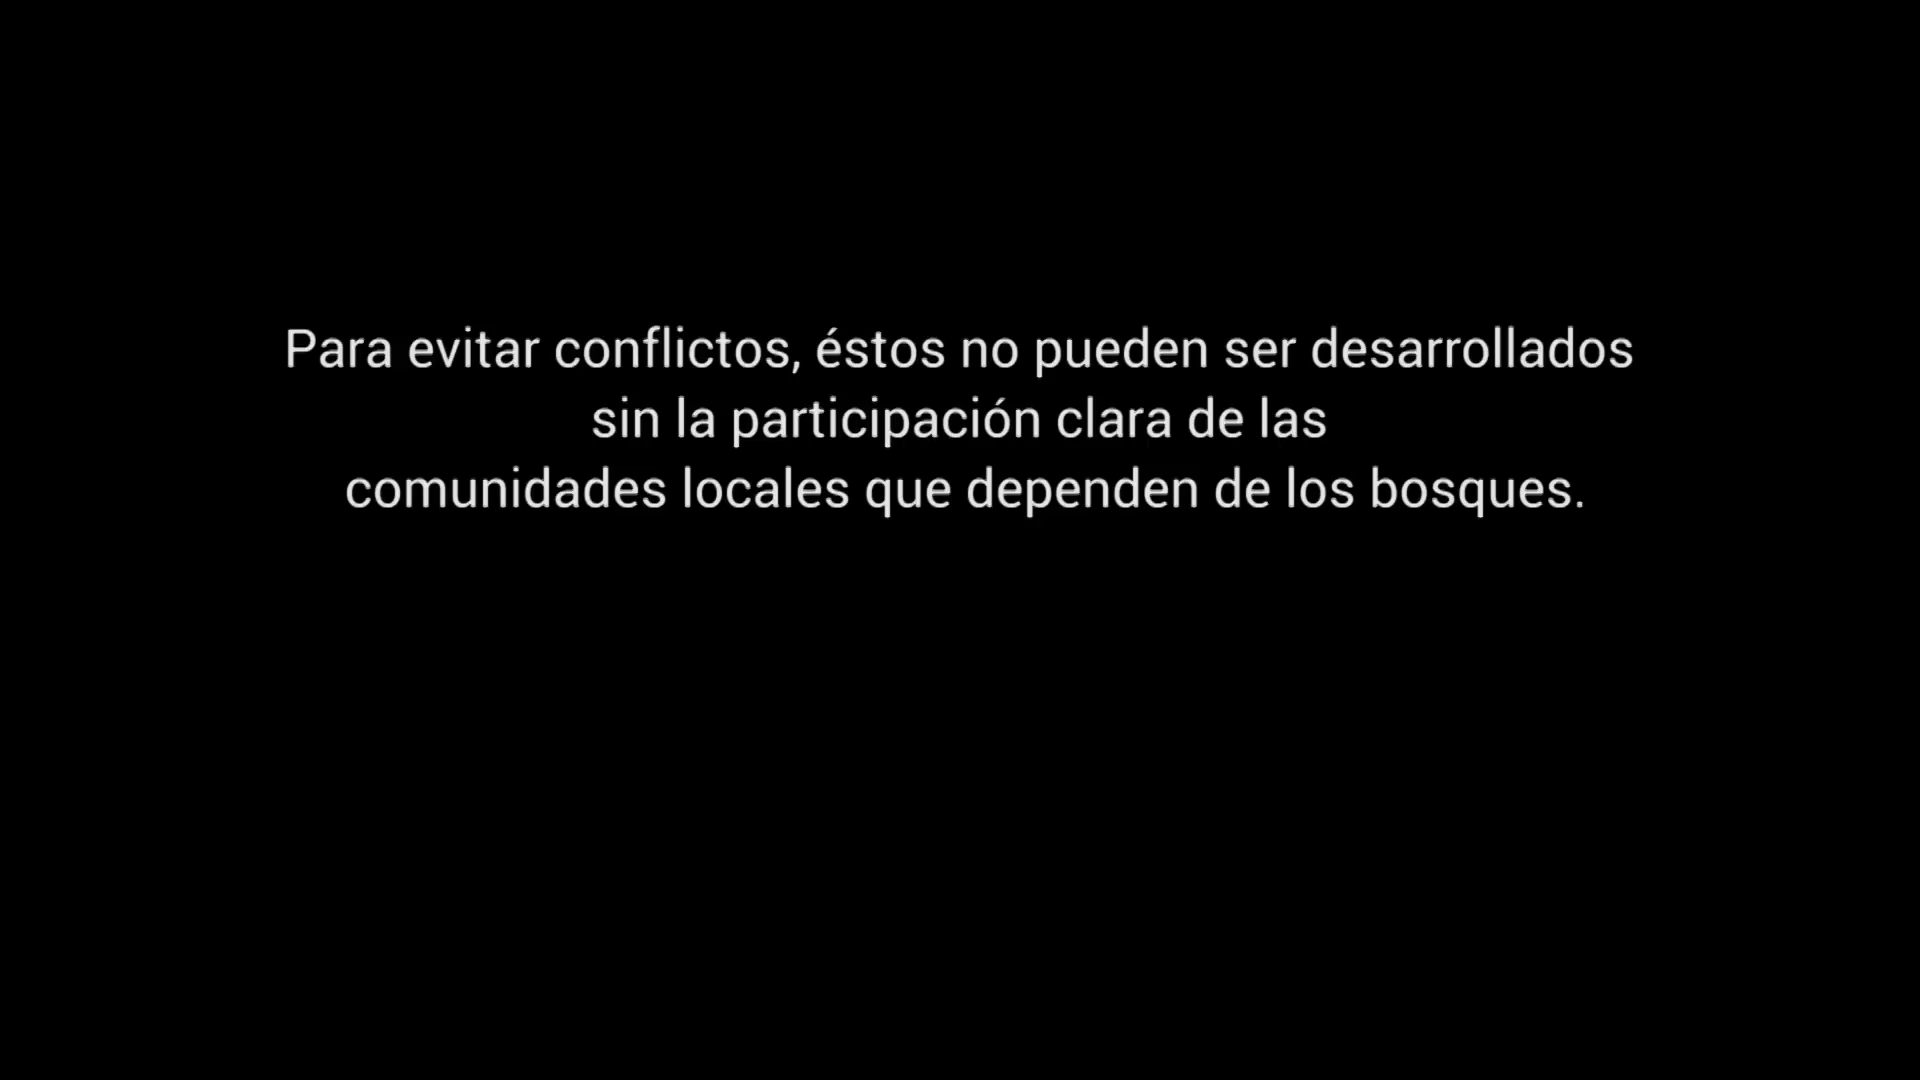 Para evitar conflictos, éstos no pueden ser desarrollados
sin la participación clara de las
comunidades locales que dependen de los bosques.